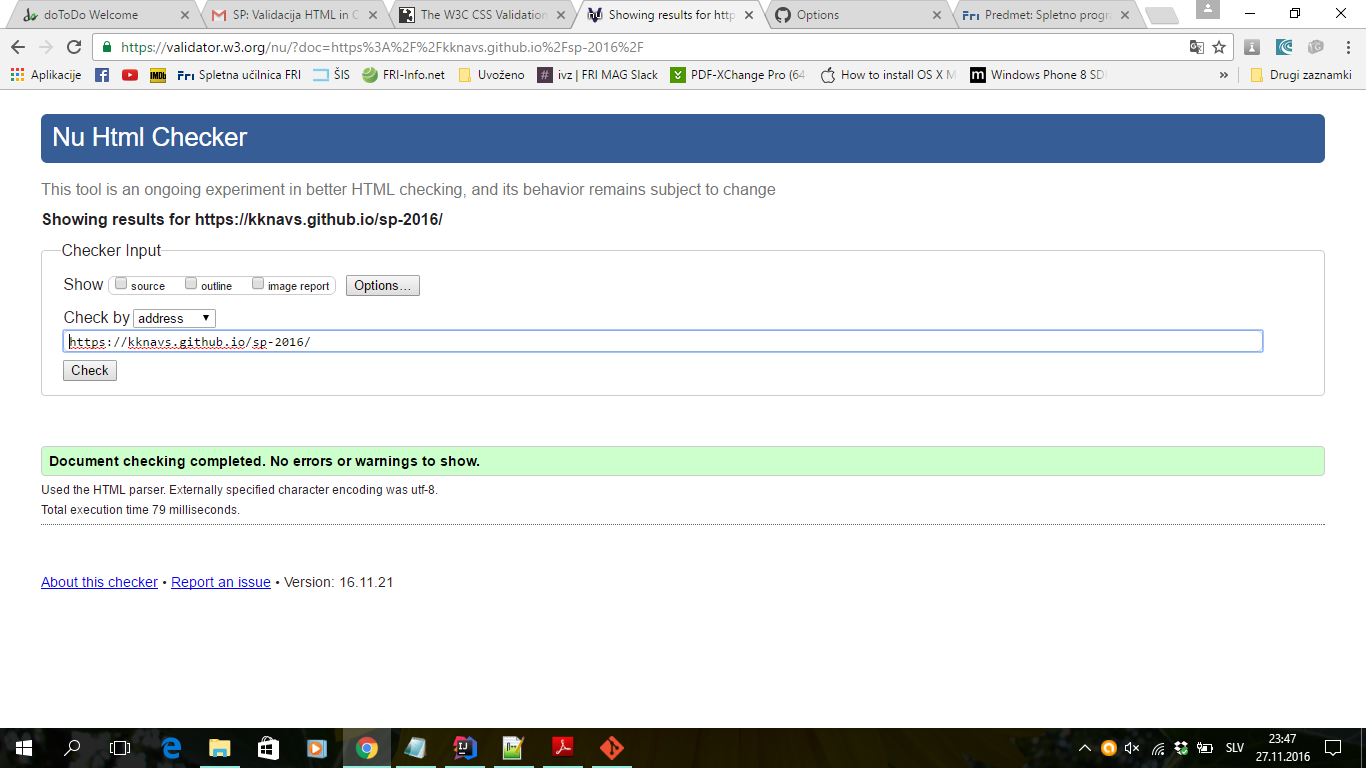 doToDo Welcome
SP: Validacija HTML in C
The W3C CSS Validation
Showing results for http
Options
Predmet: Spletno progra
https://validator.w3.org/nu/?doc=https%3A%2F%2Fkknavs.github.io%2Fsp-2016%2F
Aplikacije IMDb Fri Spletna učilnica FRI ŠIS FRI-Info.net Uvoženo # ivz | FRI MAG Slack PDF-XChange Pro (64 How to install OS X M m Windows Phone 8 SD » Drugi zaznamki
Nu Html Checker
This tool is an ongoing experiment in better HTML checking, and its behavior remains subject to change
Showing results for https://kknavs.github.io/sp-2016/
Checker Input
Show source outline image report Options...
Check by address
https://kknavs.github.io/sp-2016/
Check
Document checking completed. No errors or warnings to show.
Used the HTML parser. Externally specified character encoding was utf-8.
Total execution time 79 milliseconds.
About this checker • Report an issue • Version: 16.11.21
SLV
23:47
27.11.2016